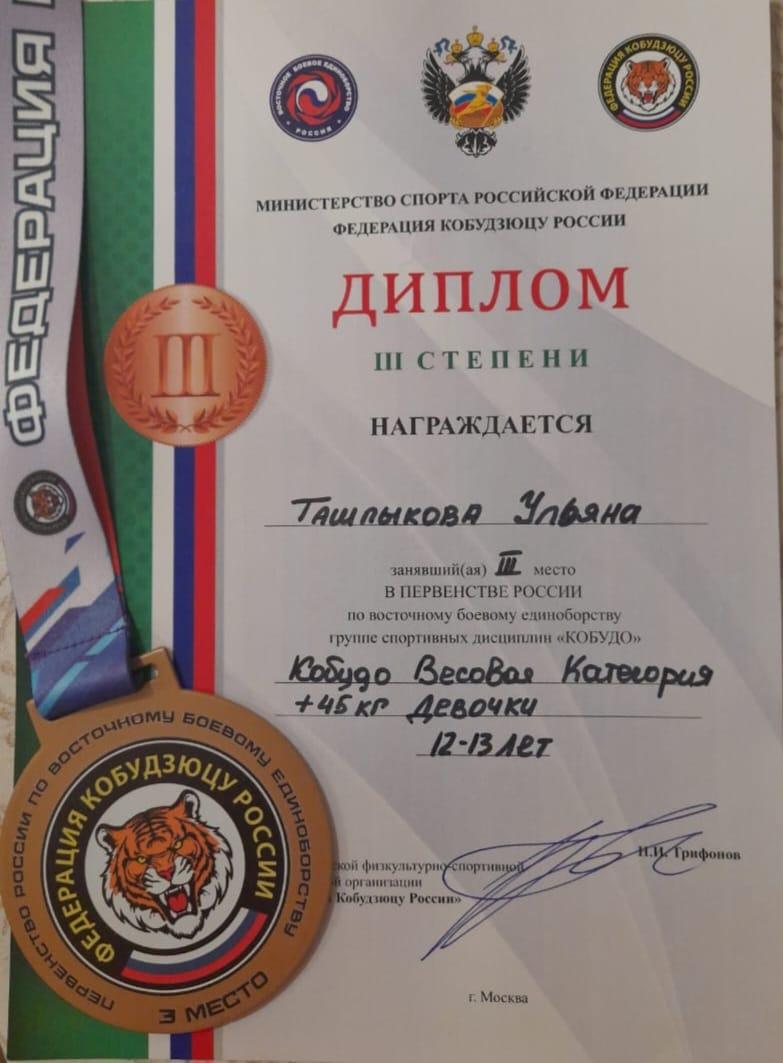 ФЕДЕРАЦИЯ
ВОСТОЧНОЕ БОЕВОЕ ЕДИНОБОРСТВО
РОССИЯ
ФЕДЕРАЦИЯ КОБУДЗЮЦУ РОССИИ
МИНИСТЕРСТВО СПОРТА РОССИЙСКОЙ ФЕДЕРАЦИИ
ФЕДЕРАЦИЯ КОБУДЗЮЦУ РОССИИ
ДИПЛОМ
III СТЕПЕНИ
III
НАГРАЖДАЕТСЯ
Ташлыкова Ульяна
занявший(ая) III место
В ПЕРВЕНСТВЕ РОССИИ
по восточному боевому единоборству
группе спортивных дисциплин «КОБУДО»
Кобудо Весовая Категория
+45 кг Девочки
12-13 лет
ской физкультурно-спортивной
й организации
Кобудзюцу России»
Трифонов
г. Москва
ПЕРВЕНСТВО РОССИИ ПО ВОСТОЧНОМУ БОЕВОМУ ЕДИНОБОРСТВУ
ФЕДЕРАЦИЯ КОБУДЗЮЦУ РОССИИ
3 МЕСТО